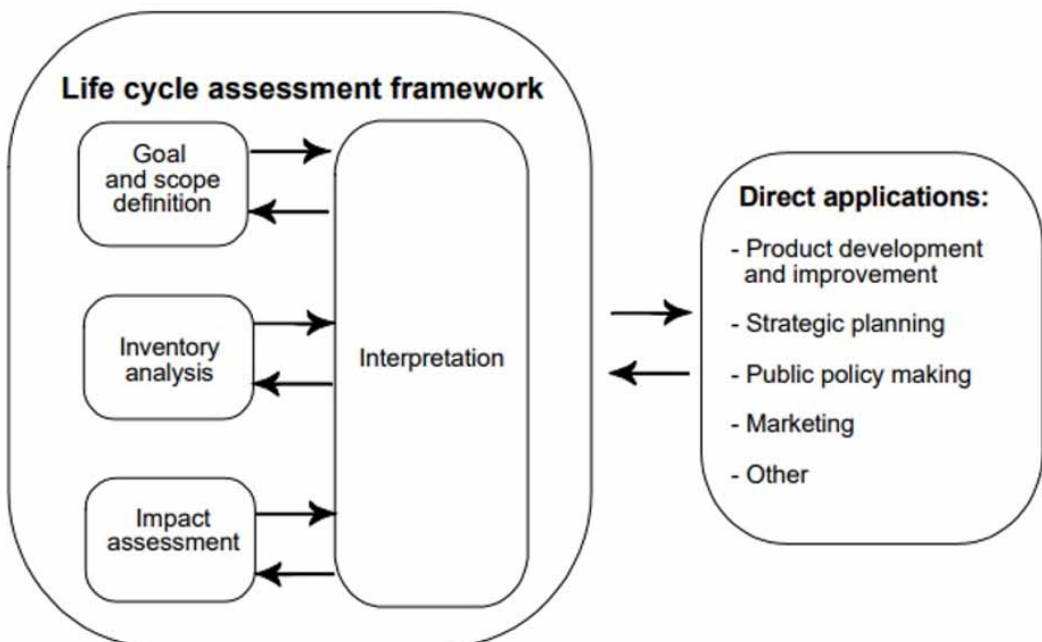 Life cycle assessment framework
Goal
and scope
definition
Inventory
analysis
Impact
assessment
Interpretation
Direct applications:
- Product development
and improvement
- Strategic planning
- Public policy making
- Marketing
- Other